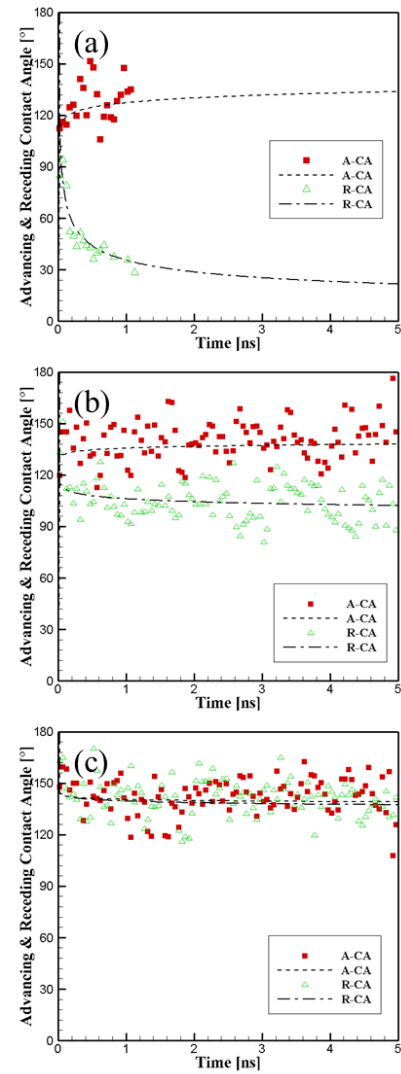 (a)
Advancing & Receding Contact Angle [°]
180
150
120
90
60
30
0
A-CA
A-CA
R-CA
R-CA
0 1 2 3 4 5
Time [ns]
(b)
Advancing & Receding Contact Angle [°]
180
150
120
90
60
30
0
A-CA
A-CA
R-CA
R-CA
0 1 2 3 4 5
Time [ns]
(c)
Advancing & Receding Contact Angle [°]
180
150
120
90
60
30
0
A-CA
A-CA
R-CA
R-CA
0 1 2 3 4 5
Time [ns]